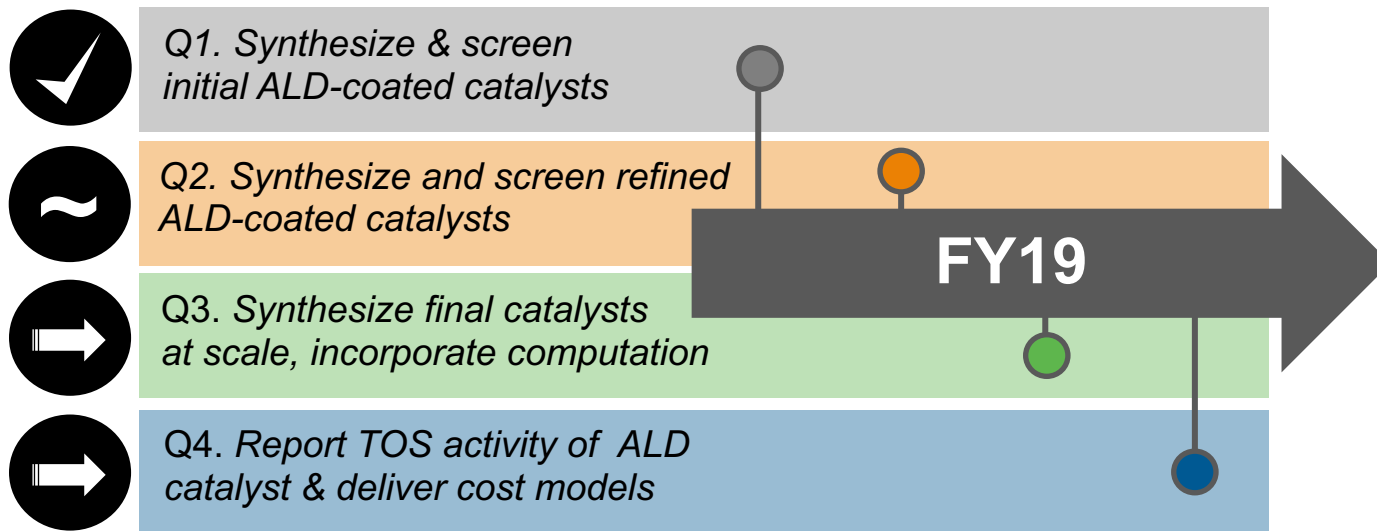 Q1. Synthesize & screen
initial ALD-coated catalysts
Q2. Synthesize and screen refined
ALD-coated catalysts
FY19
Q3. Synthesize final catalysts
at scale, incorporate computation
Q4. Report TOS activity of ALD
catalyst & deliver cost models